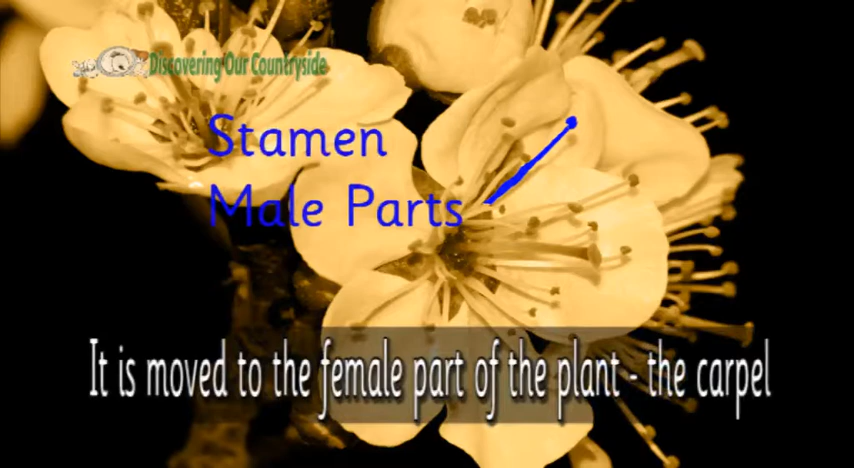 Discovering Our Countryside
Stamen
Male Parts
It is moved to the female part of the plant - the carpel